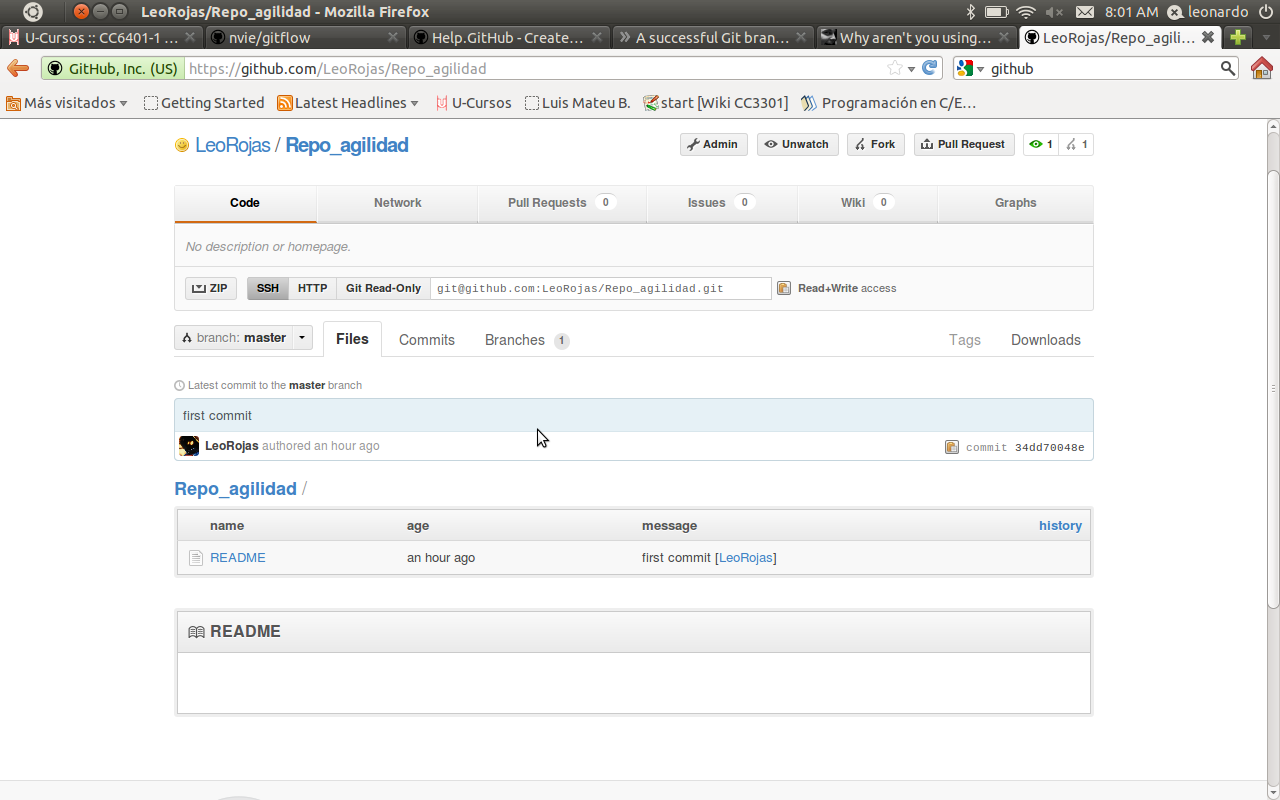 LeoRojas/Repo_agilidad - Mozilla Firefox
8:01 AM leonardo
U-Cursos :: CC6401-1 ...
nvie/gitflow
Help.GitHub - Create...
A successful Git bran...
Why aren't you using...
LeoRojas/Repo_agili...
GitHub, Inc. (US)
https://github.com/LeoRojas/Repo_agilidad
github
Más visitados
Getting Started
Latest Headlines
U-Cursos
Luis Mateu B.
start [Wiki CC3301]
Programación en C/E...
LeoRojas / Repo_agilidad
Admin
Unwatch
Fork
Pull Request
1
1
Code
Network
Pull Requests 0
Issues 0
Wiki 0
Graphs
No description or homepage.
ZIP
SSH
HTTP
Git Read-Only
git@github.com:LeoRojas/Repo_agilidad.git
Read+Write access
branch: master
Files
Commits
Branches 1
Tags
Downloads
Latest commit to the master branch
first commit
LeoRojas authored an hour ago
commit 34dd70048e
Repo_agilidad /
name age message history
README an hour ago first commit [LeoRojas]
README